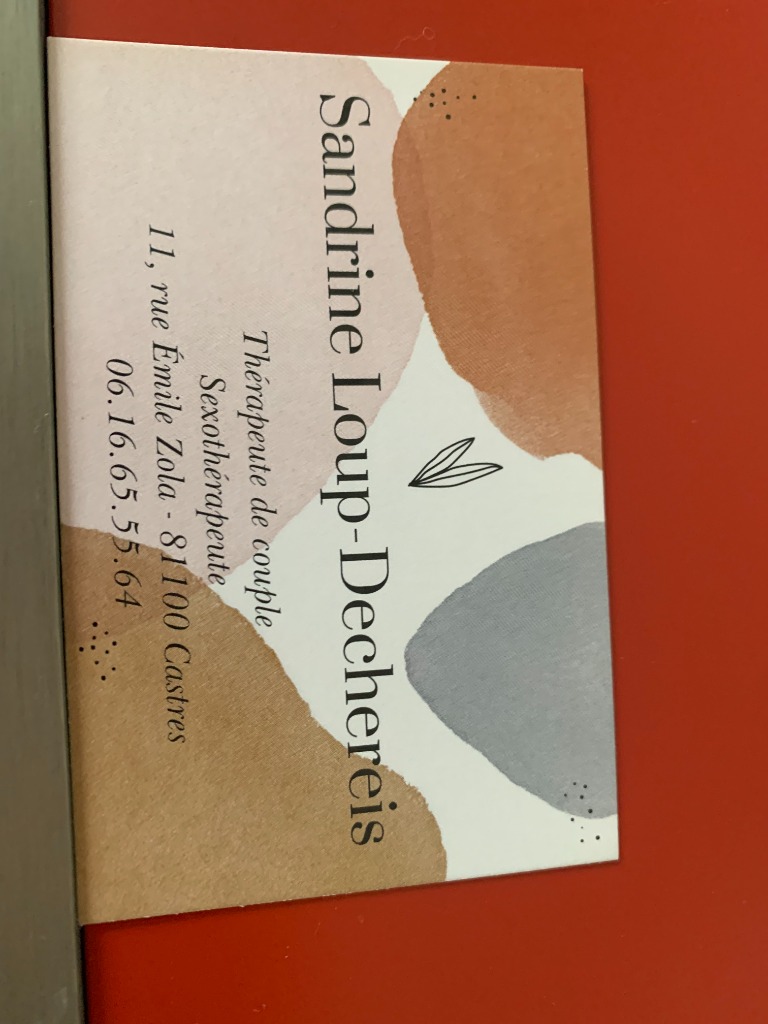 Sandrine Loup-Dechereis
Thérapeute de couple
Sexothérapeute
11, rue Émile Zola - 81100 Castres
06.16.65.55.64